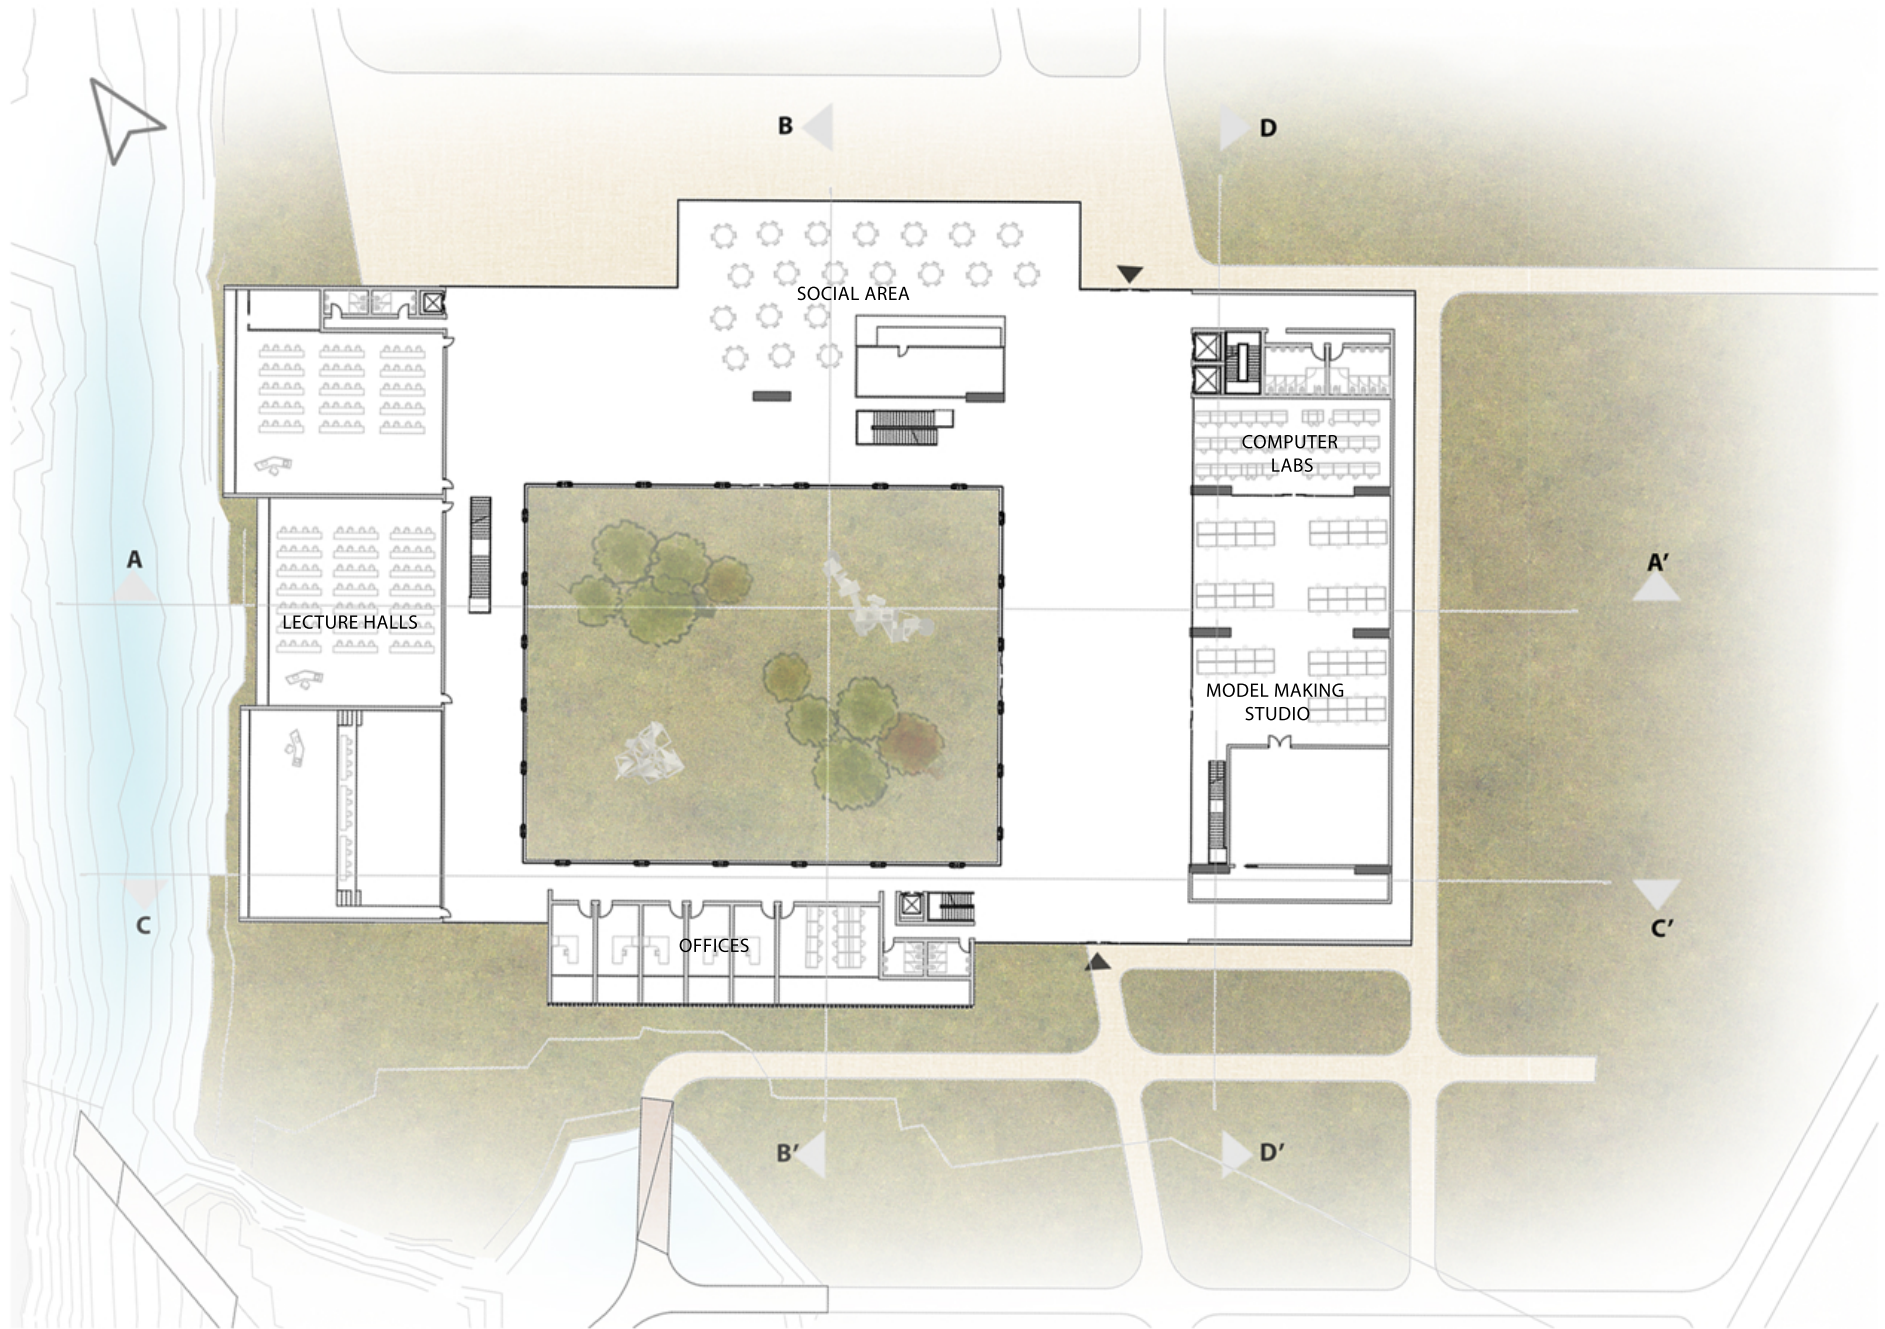 B
D
SOCIAL AREA
COMPUTER
LABS
A
A’
LECTURE HALLS
MODEL MAKING
STUDIO
C
C’
OFFICES
B’
D’